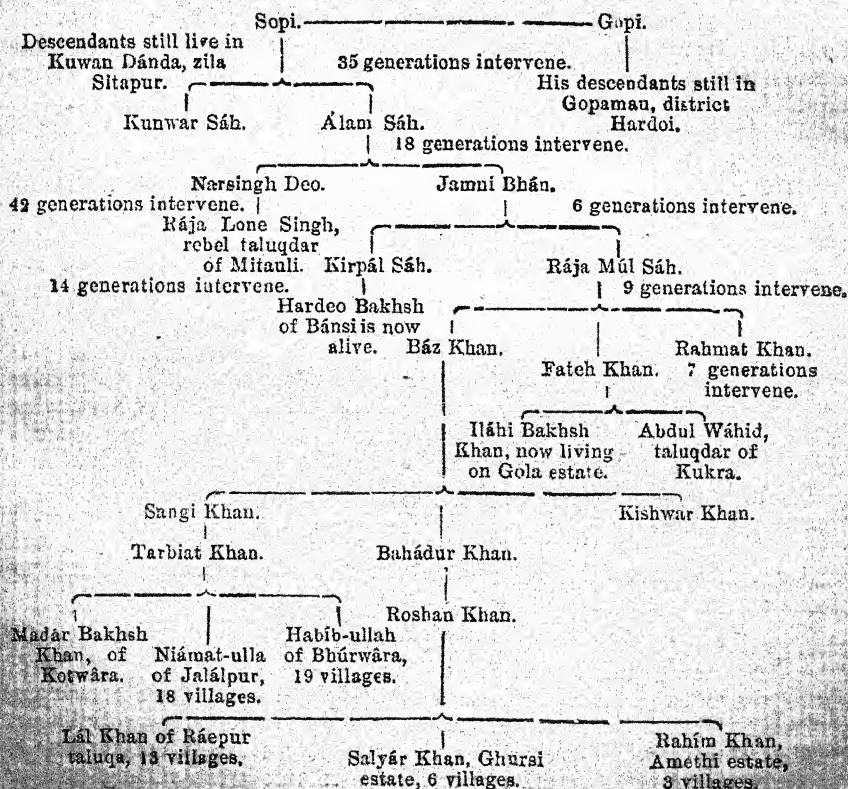 Sopi. Gopi.
Descendants still live in
Kuwan Dánda, zila
Sitapur.
35 generations intervene.
His descendants still in
Gopamau, district
Hardoi.
Kunwar Sáh. Álam Sáh.
18 generations intervene.
Narsingh Deo. Jamni Bhán.
42 generations intervene. 6 generations intervene.
Rája Lone Singh,
rebel taluqdar
of Mitauli. Kirpál Sáh. Rája Múl Sáh.
14 generations intervene. 9 generations intervene.
Hardeo Bakhsh
of Bánsi is now
alive. Báz Khan.
Fateh Khan.
Rahmat Khan.
7 generations
intervene.
Iláhi Bakhsh
Khan, now living
on Gola estate.
Abdul Wáhid,
taluqdar of
Kukra.
Sangi Khan. Kishwar Khan.
Tarbiat Khan. Bahádur Khan.
Roshan Khan.
Madár Bakhsh
Khan, of
Kotwâra.
Niámat-ulla
of Jalálpur,
18 villages.
Habíb-ullah
of Bhúrwâra,
19 villages.
Lál Khan of Ráepur
taluqa, 13 villages.
Salyár Khan, Ghursi
estate, 6 villages.
Rahím Khan,
Amethi estate,
3 villages.